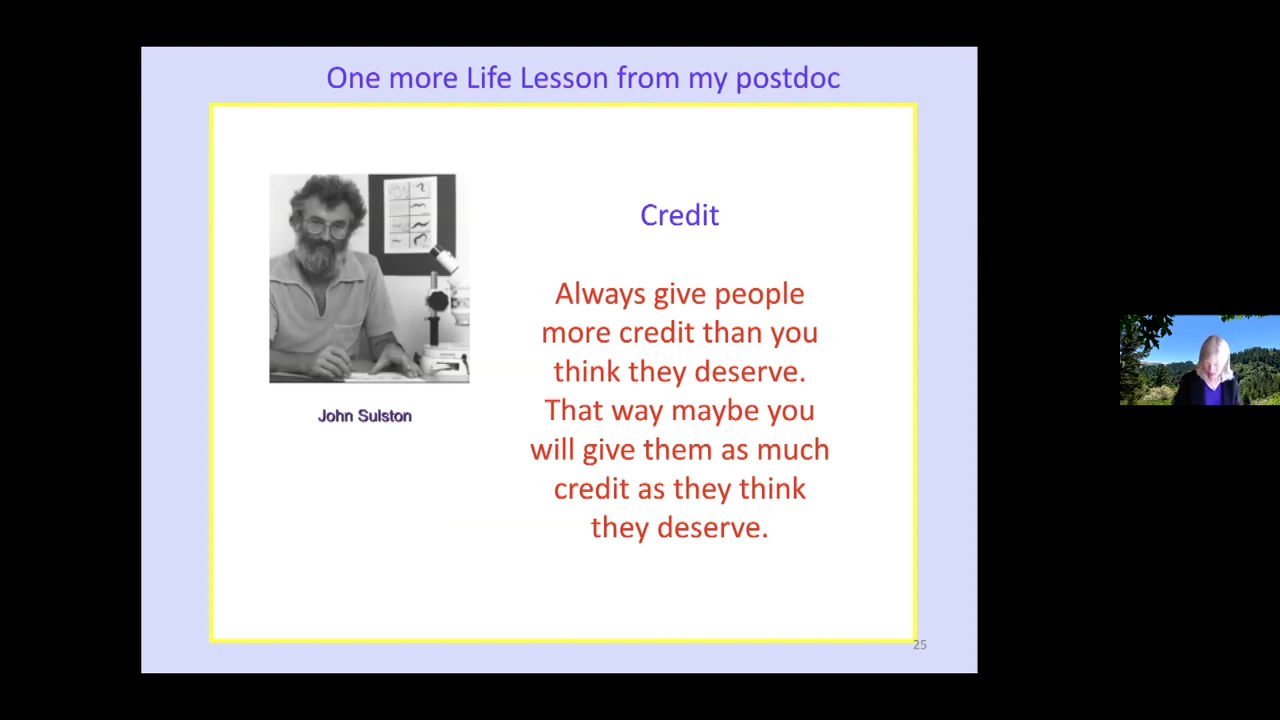 One more Life Lesson from my postdoc
Credit
Always give people
more credit than you
think they deserve.
That way maybe you
will give them as much
credit as they think
they deserve.
John Sulston
25